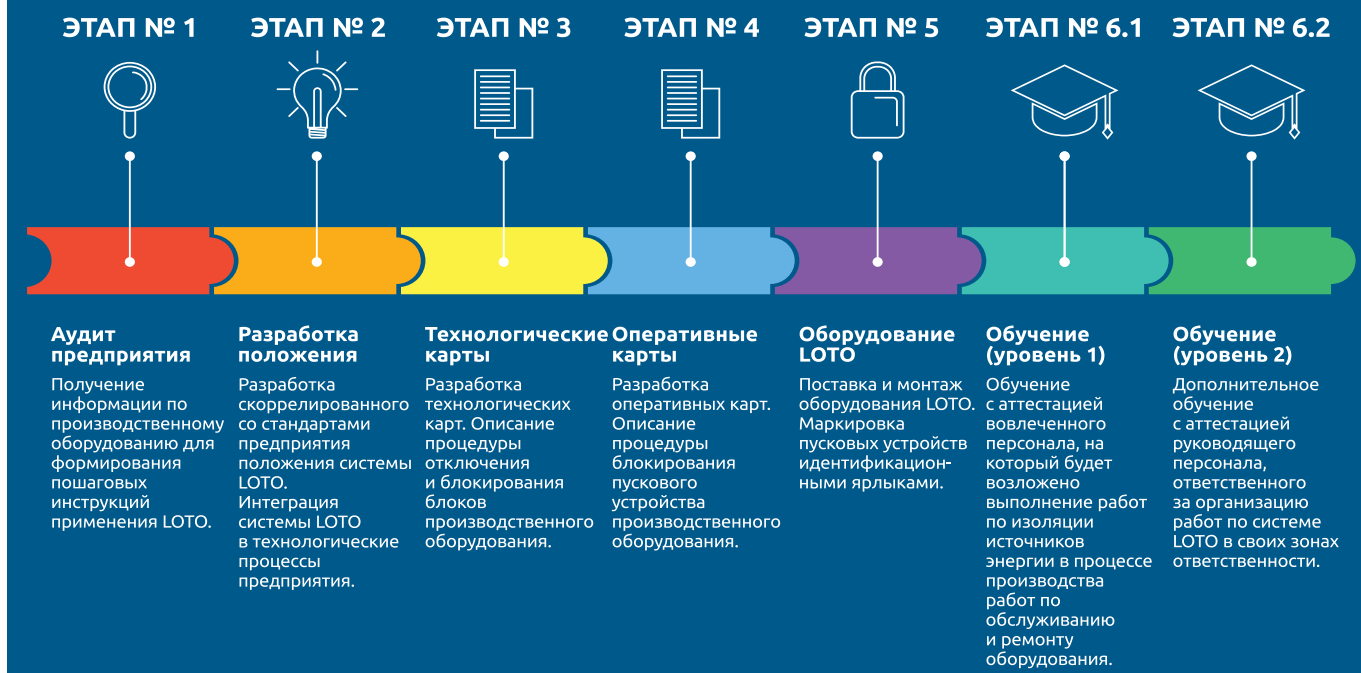 ЭТАП № 1
ЭТАП № 2
ЭТАП № 3
ЭТАП № 4
ЭТАП № 5
ЭТАП № 6.1
ЭТАП № 6.2
Аудит
предприятия
Получение
информации по
производственному
оборудованию для
формирования
пошаговых
инструкций
применения LOTO.
Разработка
положения
Разработка
скоррелированного
со стандартами
предприятия
положения системы
LOTO.
Интеграция
системы LOTO
в технологические
процессы
предприятия.
Технологические
карты
Разработка
технологических
карт. Описание
процедуры
отключения
и блокирования
блоков
производственного
оборудования.
Оперативные
карты
Разработка
оперативных карт.
Описание
процедуры
блокирования
пускового
устройства
производственного
оборудования.
Оборудование
LOTO
Поставка и монтаж
оборудования LOTO.
Маркировка
пусковых устройств
идентификацион-
ными ярлыками.
Обучение
(уровень 1)
Обучение
с аттестацией
вовлеченного
персонала, на
который будет
возложено
выполнение работ
по изоляции
источников
энергии в процессе
производства
работ по
обслуживанию
и ремонту
оборудования.
Обучение
(уровень 2)
Дополнительное
обучение
с аттестацией
руководящего
персонала,
ответственного
за организацию
работ по системе
LOTO в своих зонах
ответственности.